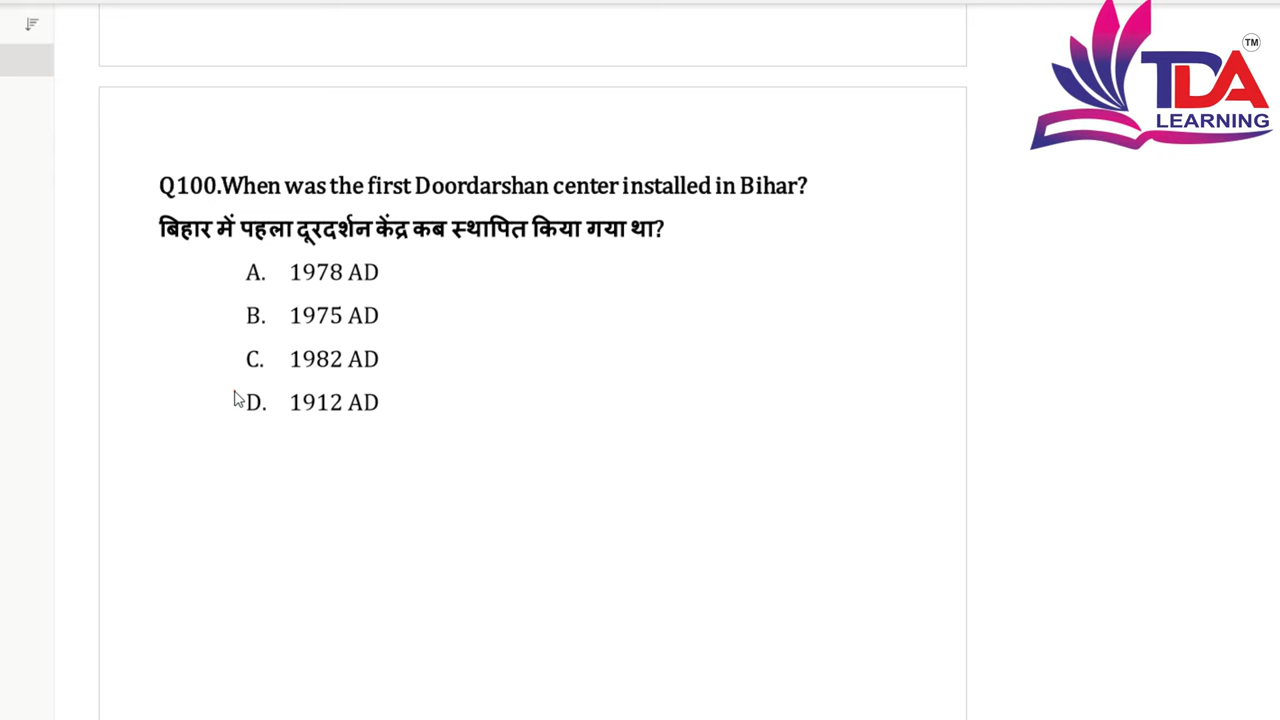 TDA
TM
LEARNING
Q100.When was the first Doordarshan center installed in Bihar?
बिहार में पहला दूरदर्शन केंद्र कब स्थापित किया गया था?
A. 1978 AD
B. 1975 AD
C. 1982 AD
D. 1912 AD